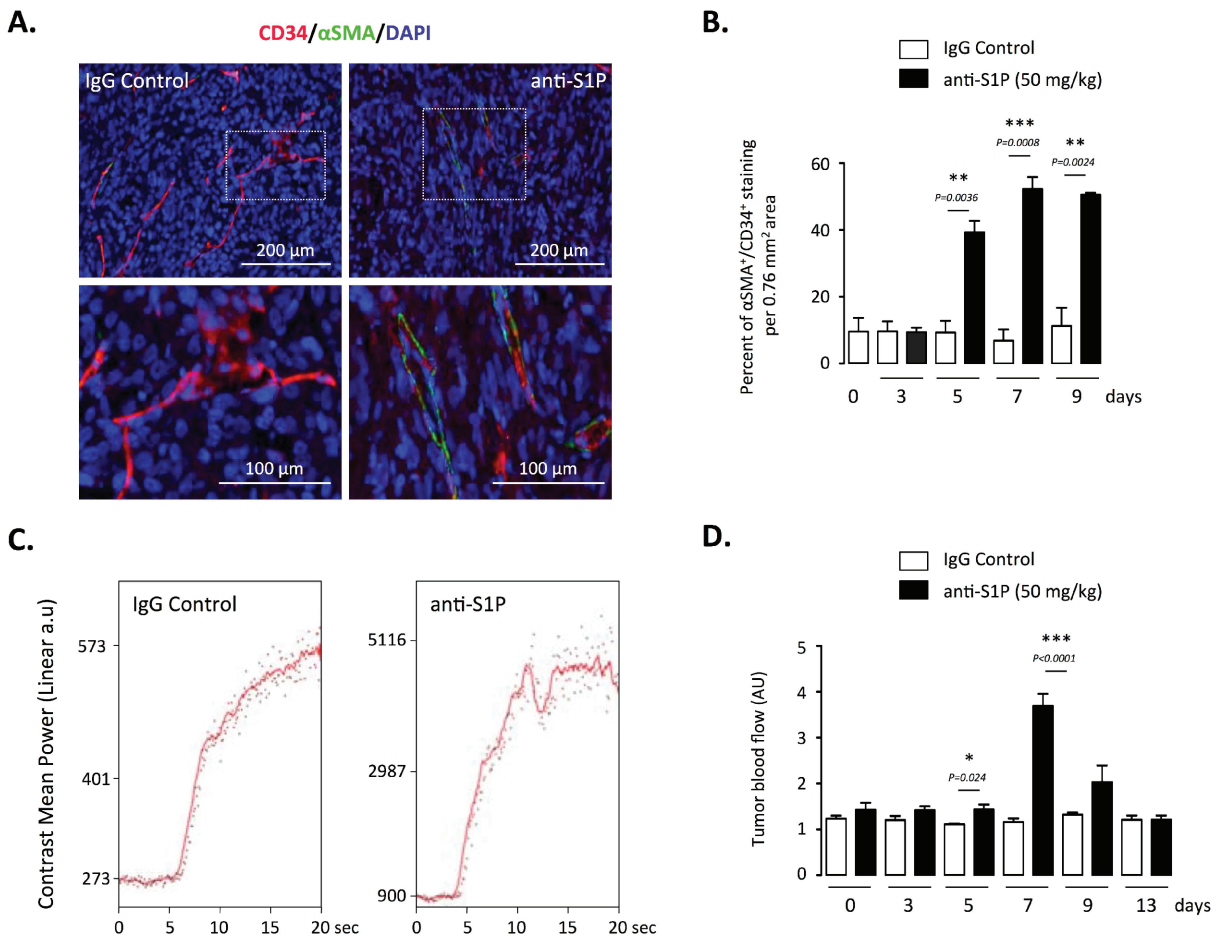 A.
CD34/αSMA/DAPI
IgG Control
anti-S1P
200 µm
200 µm
100 µm
100 µm
B.
IgG Control
anti-S1P (50 mg/kg)
Percent of αSMA⁺/CD34⁺ staining
per 0.76 mm² area
60
40
20
0
**
P=0.0036
***
P=0.0008
**
P=0.0024
0 3 5 7 9 days
C.
Contrast Mean Power (Linear a.u)
IgG Control
573
401
273
0 5 10 15 20 sec
anti-S1P
5116
2987
900
0 5 10 15 20 sec
D.
IgG Control
anti-S1P (50 mg/kg)
Tumor blood flow (AU)
5
4
3
2
1
0
*
P=0.024
***
P<0.0001
0 3 5 7 9 13 days